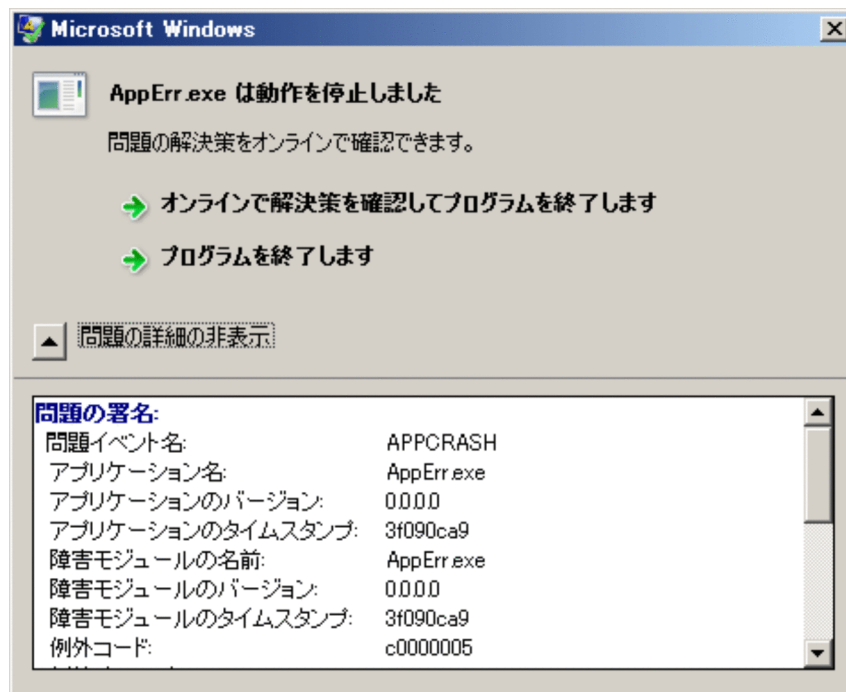 Microsoft Windows
AppErr.exe は動作を停止しました
問題の解決策をオンラインで確認できます。
オンラインで解決策を確認してプログラムを終了します
プログラムを終了します
問題の詳細の非表示
問題の署名:
問題イベント名: APPCRASH
アプリケーション名: AppErr.exe
アプリケーションのバージョン: 0.0.0.0
アプリケーションのタイムスタンプ: 3f090ca9
障害モジュールの名前: AppErr.exe
障害モジュールのバージョン: 0.0.0.0
障害モジュールのタイムスタンプ: 3f090ca9
例外コード: c0000005